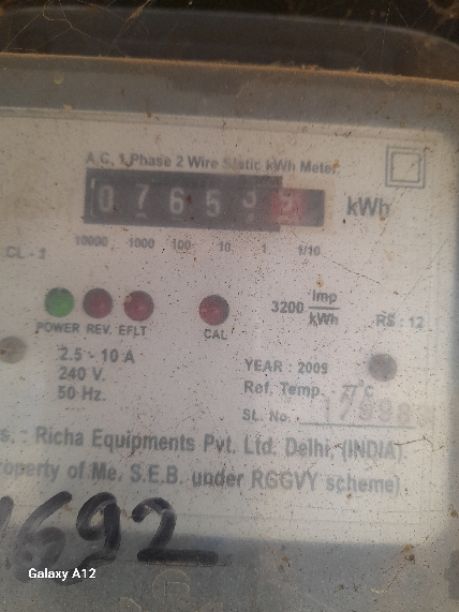 A.C. 1 Phase 2 Wire Static kWh Meter
0 7 6 5 kWh
10000 1000 100 10 1 1/10
CL - 1
3200 Imp/kWh
POWER REV. EFLT CAL RS : 12
2.5 - 10 A
240 V.
50 Hz.
YEAR : 2009
Ref. Temp. 27°C
SL. No. 17998
s. - Richa Equipments Pvt. Ltd. Delhi, (INDIA).
roperty of Me. S.E.B. under RGGVY scheme)
692
Galaxy A12